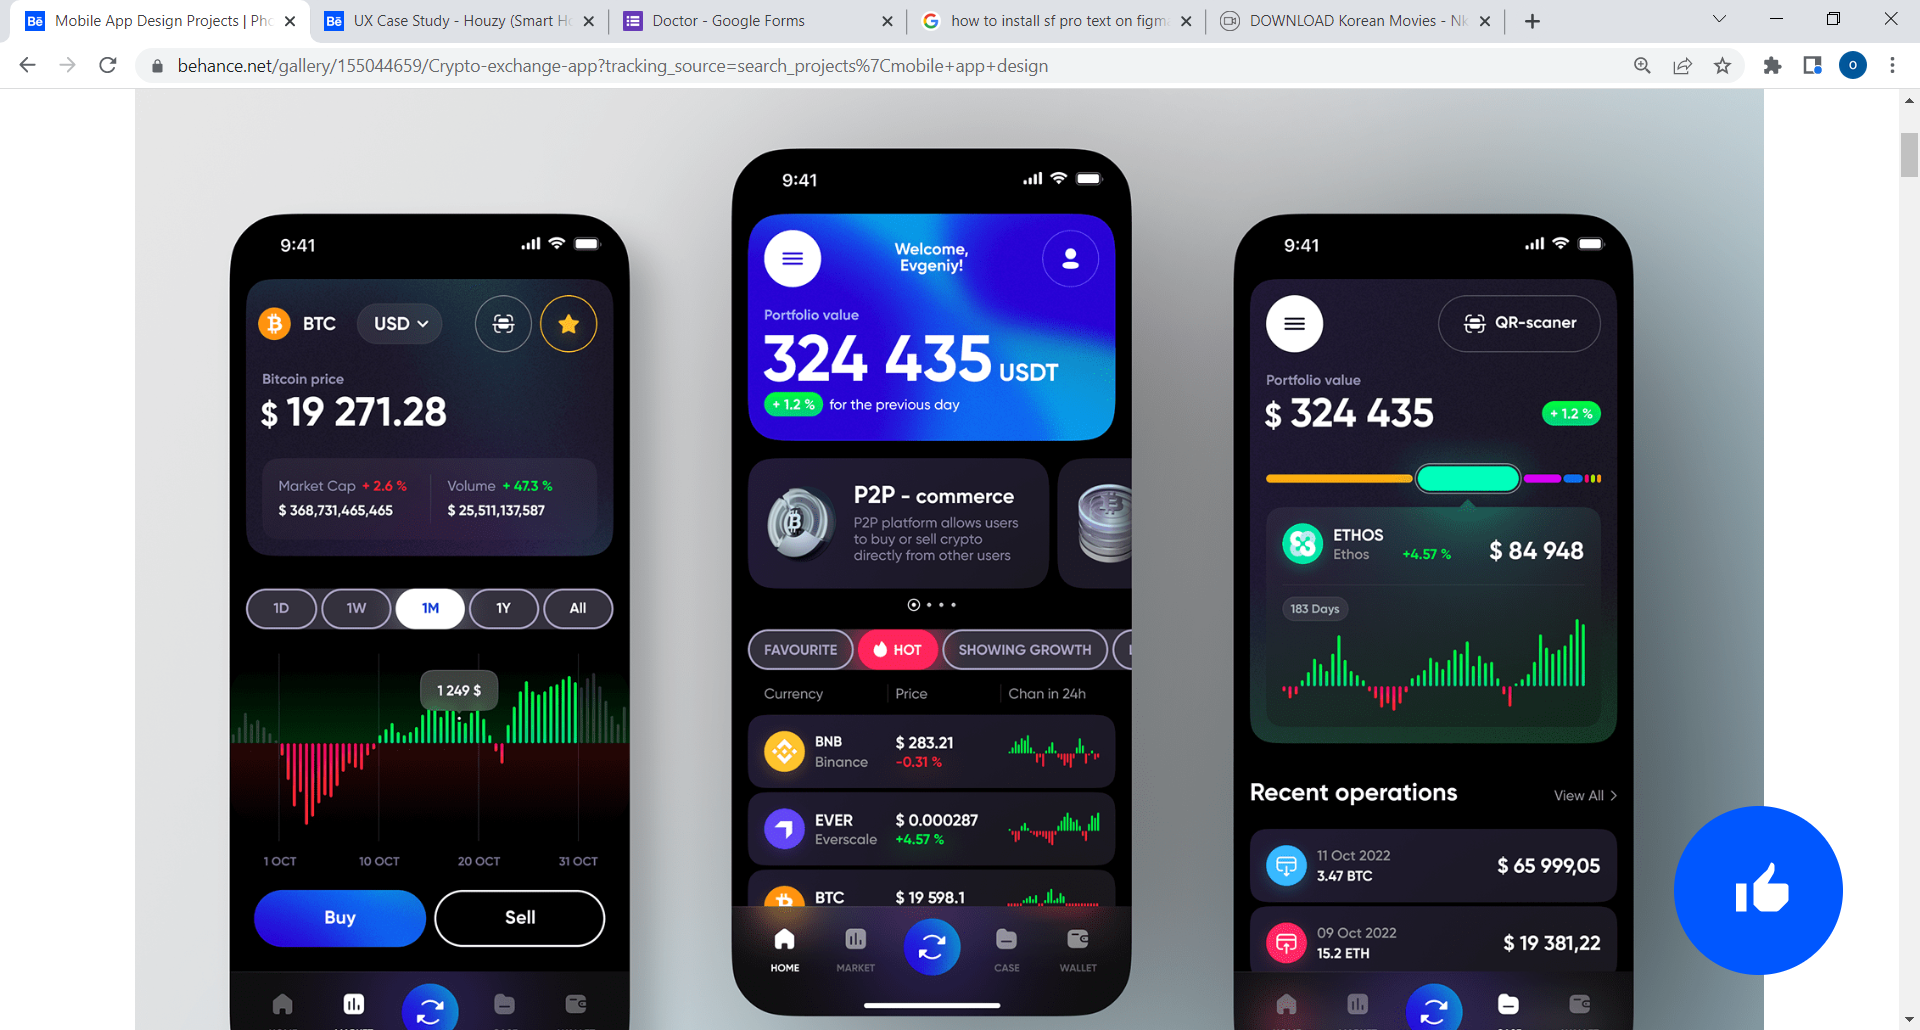 Mobile App Design Projects | Pho
UX Case Study - Houzy (Smart Ho
Doctor - Google Forms
how to install sf pro text on figma
DOWNLOAD Korean Movies - Nk
behance.net/gallery/155044659/Crypto-exchange-app?tracking_source=search_projects%7Cmobile+app+design
O
9:41
BTC
USD
Bitcoin price
$ 19 271.28
Market Cap + 2.6 %
$ 368,731,465,465
Volume + 47.3 %
$ 25,511,137,587
1D
1W
1M
1Y
All
1 249 $
1 OCT
10 OCT
20 OCT
31 OCT
Buy
Sell
9:41
Welcome,
Evgeniy!
Portfolio value
324 435 USDT
+ 1.2 % for the previous day
P2P - commerce
P2P platform allows users
to buy or sell crypto
directly from other users
FAVOURITE
HOT
SHOWING GROWTH
Currency
Price
Chan in 24h
BNB
Binance
$ 283.21
-0.31 %
EVER
Everscale
$ 0.000287
+4.57 %
BTC
$ 19 598.1
HOME
MARKET
CASE
WALLET
9:41
QR-scaner
Portfolio value
$ 324 435
+ 1.2 %
ETHOS
Ethos
+4.57 %
$ 84 948
183 Days
Recent operations
View All >
11 Oct 2022
3.47 BTC
$ 65 999,05
09 Oct 2022
15.2 ETH
$ 19 381,22